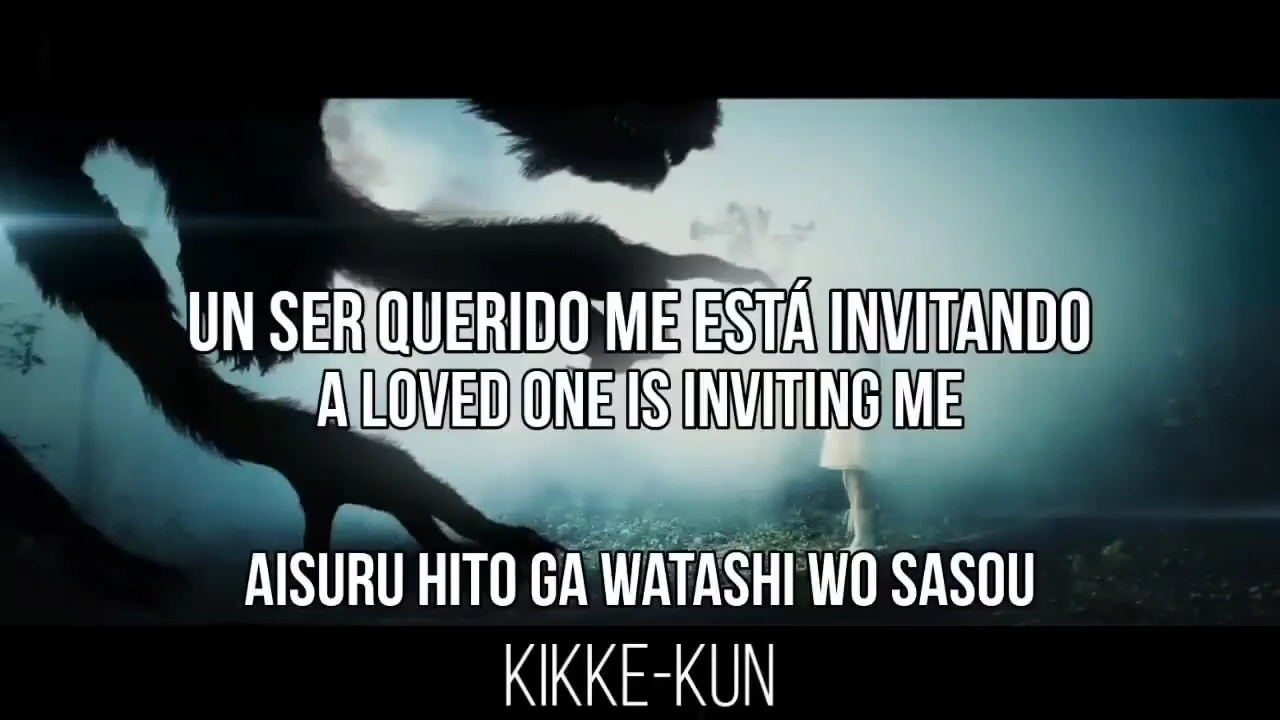 UN SER QUERIDO ME ESTÁ INVITANDO
A LOVED ONE IS INVITING ME
AISURU HITO GA WATASHI WO SASOU
KIKKE-KUN